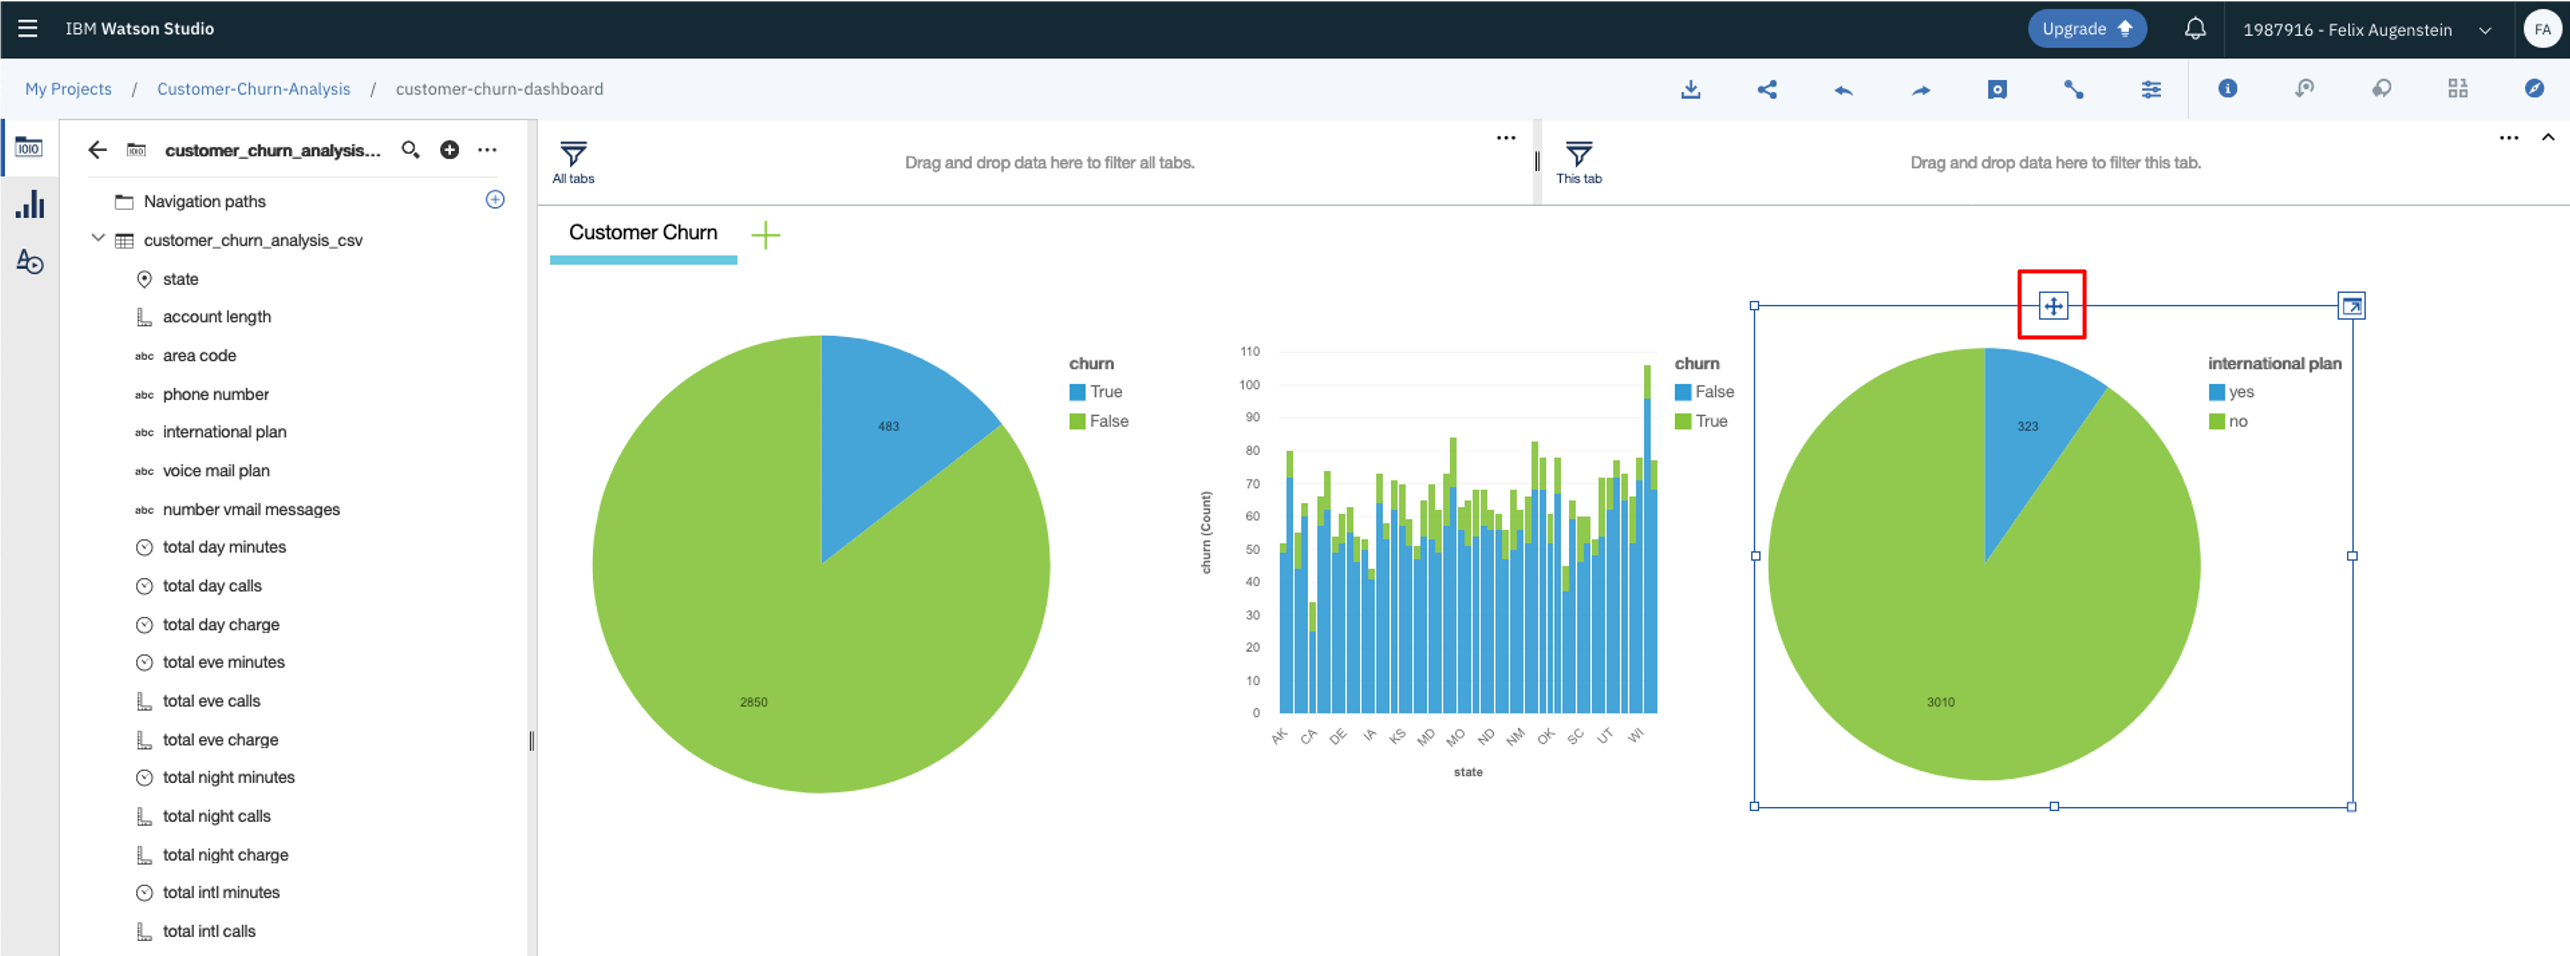 IBM Watson Studio
Upgrade
1987916 - Felix Augenstein
FA
My Projects / Customer-Churn-Analysis / customer-churn-dashboard
customer_churn_analysis...
Navigation paths
customer_churn_analysis_csv
state
account length
abc area code
abc phone number
abc international plan
abc voice mail plan
abc number vmail messages
total day minutes
total day calls
total day charge
total eve minutes
total eve calls
total eve charge
total night minutes
total night calls
total night charge
total intl minutes
total intl calls
All tabs
Drag and drop data here to filter all tabs.
This tab
Drag and drop data here to filter this tab.
Customer Churn
churn
True
False
483
2850
churn (Count)
110
100
90
80
70
60
50
40
30
20
10
0
AK CA DE IA KS MD MO ND NM OK SC UT WI
state
churn
False
True
international plan
yes
no
323
3010